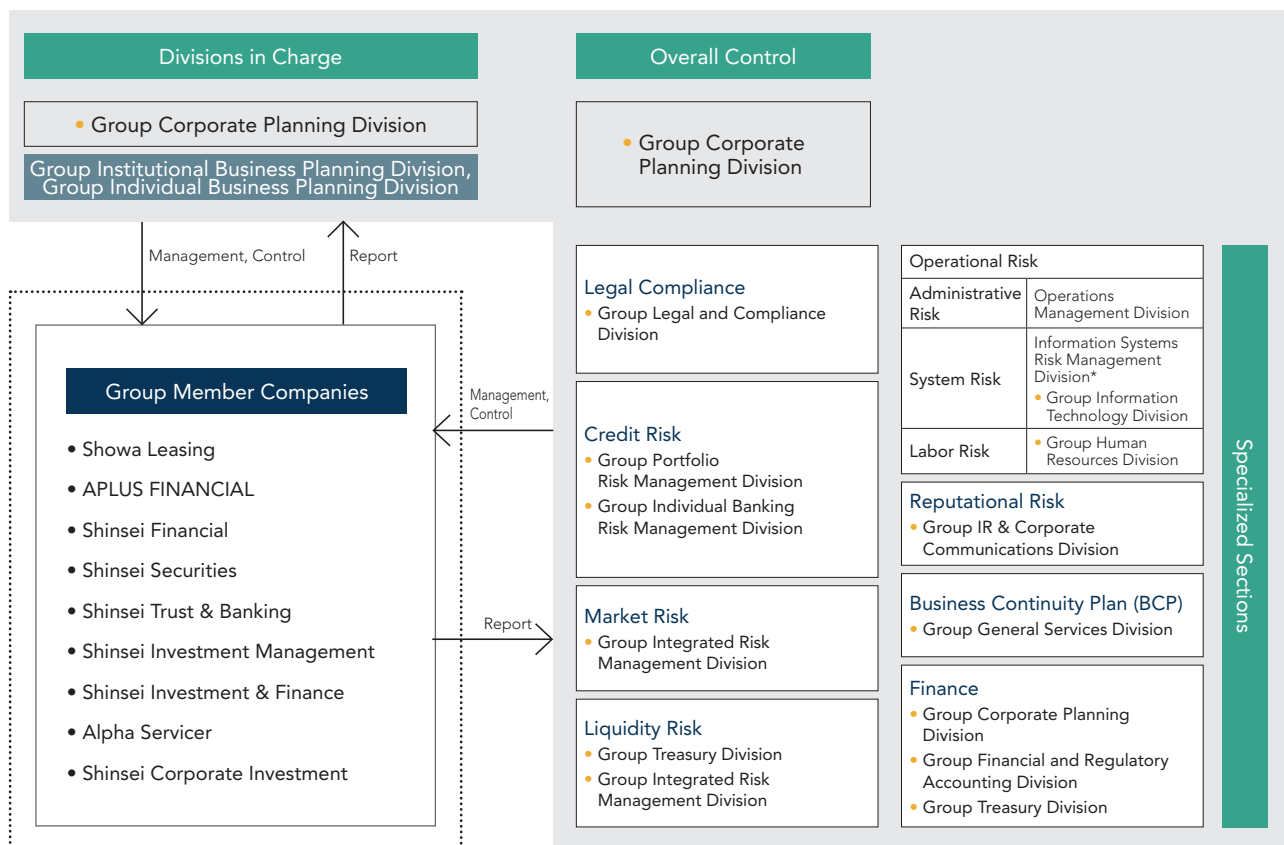 Divisions in Charge
• Group Corporate Planning Division
Group Institutional Business Planning Division,
Group Individual Business Planning Division
Management, Control
Report
Group Member Companies
• Showa Leasing
• APLUS FINANCIAL
• Shinsei Financial
• Shinsei Securities
• Shinsei Trust & Banking
• Shinsei Investment Management
• Shinsei Investment & Finance
• Alpha Servicer
• Shinsei Corporate Investment
Management,
Control
Report
Overall Control
• Group Corporate
Planning Division
Legal Compliance
• Group Legal and Compliance
Division
Credit Risk
• Group Portfolio
Risk Management Division
• Group Individual Banking
Risk Management Division
Market Risk
• Group Integrated Risk
Management Division
Liquidity Risk
• Group Treasury Division
• Group Integrated Risk
Management Division
Operational Risk
Administrative
Risk
Operations
Management Division
System Risk
Information Systems
Risk Management
Division*
• Group Information
Technology Division
Labor Risk
• Group Human
Resources Division
Reputational Risk
• Group IR & Corporate
Communications Division
Business Continuity Plan (BCP)
• Group General Services Division
Finance
• Group Corporate Planning
Division
• Group Financial and Regulatory
Accounting Division
• Group Treasury Division
Specialized Sections